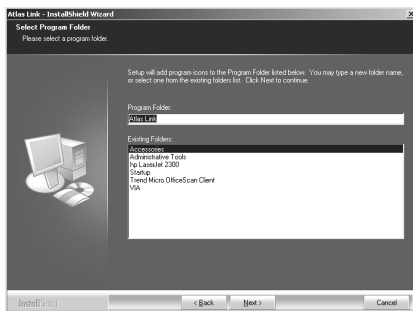 Atlas Link - InstallShield Wizard
Select Program Folder
Please select a program folder.
Setup will add program icons to the Program Folder listed below. You may type a new folder name,
or select one from the existing folders list. Click Next to continue.
Program Folder:
Atlas Link
Existing Folders:
Accessories
Administrative Tools
hp LaserJet 2300
Startup
Trend Micro OfficeScan Client
VIA
InstallShield
< Back
Next >
Cancel